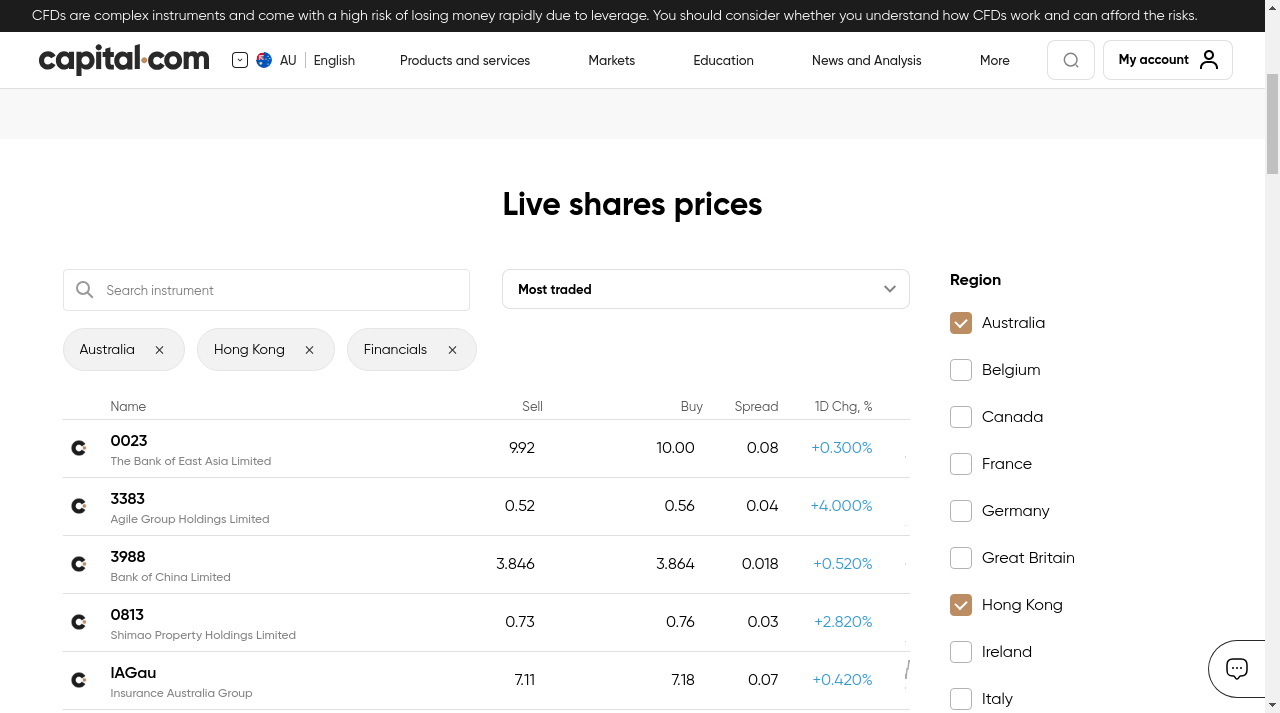 CFDs are complex instruments and come with a high risk of losing money rapidly due to leverage. You should consider whether you understand how CFDs work and can afford the risks.
capital.com AU English Products and services Markets Education News and Analysis More My account
Live shares prices
Search instrument
Most traded
Australia Hong Kong Financials
Name Sell Buy Spread 1D Chg, %
0023 9.92 10.00 0.08 +0.300%
The Bank of East Asia Limited
3383 0.52 0.56 0.04 +4.000%
Agile Group Holdings Limited
3988 3.846 3.864 0.018 +0.520%
Bank of China Limited
0813 0.73 0.76 0.03 +2.820%
Shimao Property Holdings Limited
IAGau 7.11 7.18 0.07 +0.420%
Insurance Australia Group
Region
Australia
Belgium
Canada
France
Germany
Great Britain
Hong Kong
Ireland
Italy